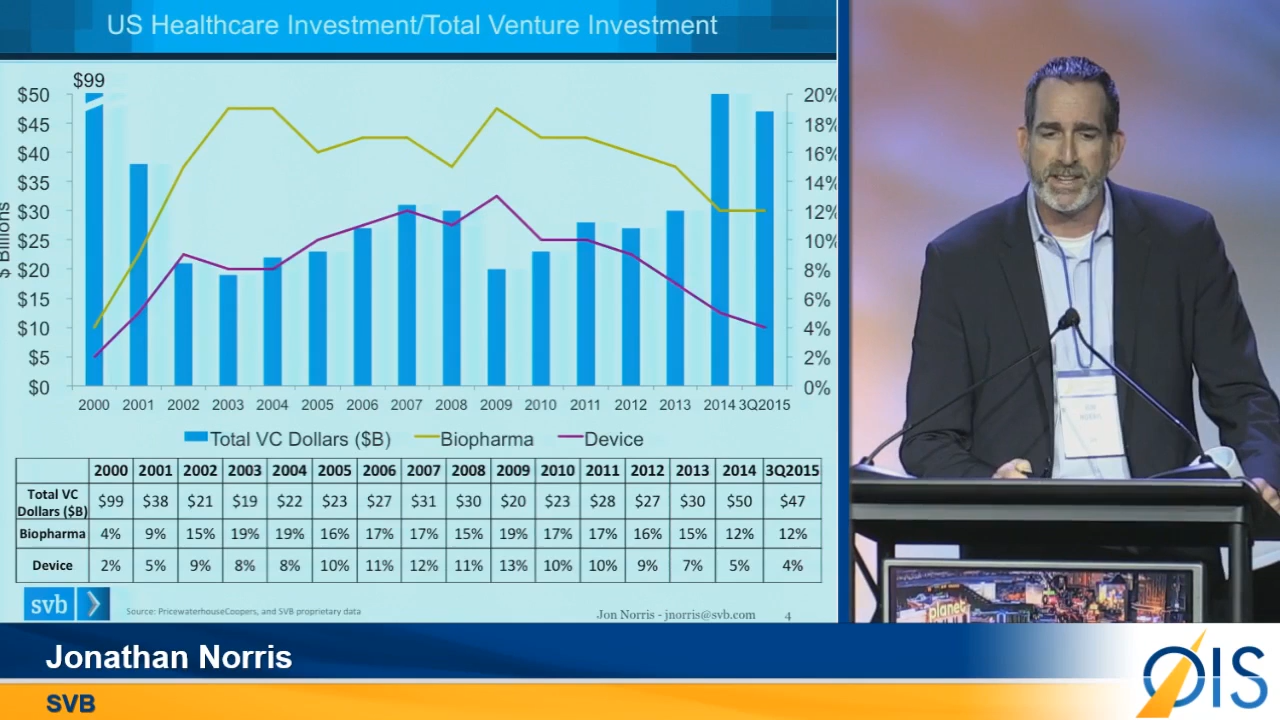 US Healthcare Investment/Total Venture Investment
$99
$50
$45
$40
$35
$30
$25
$20
$15
$10
$5
$0
$ Billions
20%
18%
16%
14%
12%
10%
8%
6%
4%
2%
0%
2000 2001 2002 2003 2004 2005 2006 2007 2008 2009 2010 2011 2012 2013 2014 3Q2015
Total VC Dollars ($B) Biopharma Device
2000 2001 2002 2003 2004 2005 2006 2007 2008 2009 2010 2011 2012 2013 2014 3Q2015
Total VC Dollars ($B) $99 $38 $21 $19 $22 $23 $27 $31 $30 $20 $23 $28 $27 $30 $50 $47
Biopharma 4% 9% 15% 19% 19% 16% 17% 17% 15% 19% 17% 17% 16% 15% 12% 12%
Device 2% 5% 9% 8% 8% 10% 11% 12% 11% 13% 10% 10% 9% 7% 5% 4%
svb
Source: PricewaterhouseCoopers, and SVB proprietary data
Jon Norris - jnorris@svb.com 4
planet
Jonathan Norris
SVB
OIS